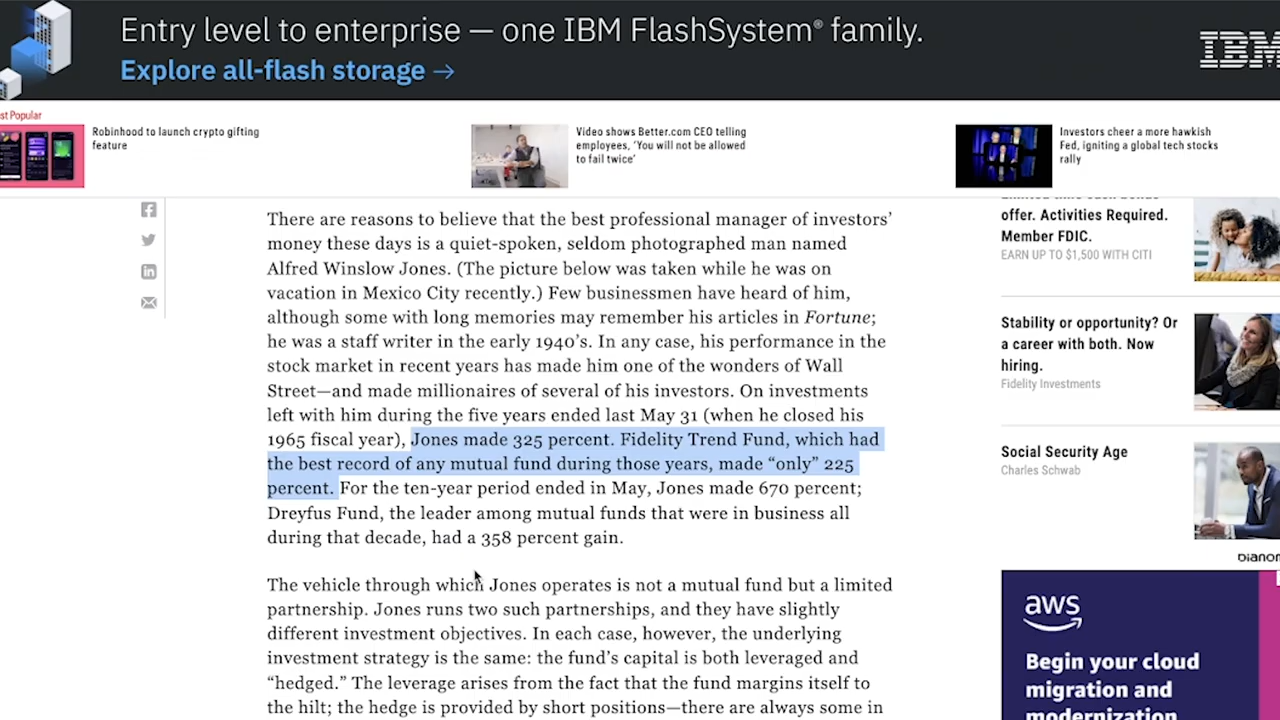 Entry level to enterprise — one IBM FlashSystem® family.
Explore all-flash storage →
IBM
st Popular
Robinhood to launch crypto gifting
feature
Video shows Better.com CEO telling
employees, ‘You will not be allowed
to fail twice’
Investors cheer a more hawkish
Fed, igniting a global tech stocks
rally
There are reasons to believe that the best professional manager of investors’
money these days is a quiet-spoken, seldom photographed man named
Alfred Winslow Jones. (The picture below was taken while he was on
vacation in Mexico City recently.) Few businessmen have heard of him,
although some with long memories may remember his articles in Fortune;
he was a staff writer in the early 1940’s. In any case, his performance in the
stock market in recent years has made him one of the wonders of Wall
Street—and made millionaires of several of his investors. On investments
left with him during the five years ended last May 31 (when he closed his
1965 fiscal year), Jones made 325 percent. Fidelity Trend Fund, which had
the best record of any mutual fund during those years, made “only” 225
percent. For the ten-year period ended in May, Jones made 670 percent;
Dreyfus Fund, the leader among mutual funds that were in business all
during that decade, had a 358 percent gain.
The vehicle through which Jones operates is not a mutual fund but a limited
partnership. Jones runs two such partnerships, and they have slightly
different investment objectives. In each case, however, the underlying
investment strategy is the same: the fund’s capital is both leveraged and
“hedged.” The leverage arises from the fact that the fund margins itself to
the hilt; the hedge is provided by short positions—there are always some in
offer. Activities Required.
Member FDIC.
EARN UP TO $1,500 WITH CITI
Stability or opportunity? Or
a career with both. Now
hiring.
Fidelity Investments
Social Security Age
Charles Schwab
aws
Begin your cloud
migration and
modernization